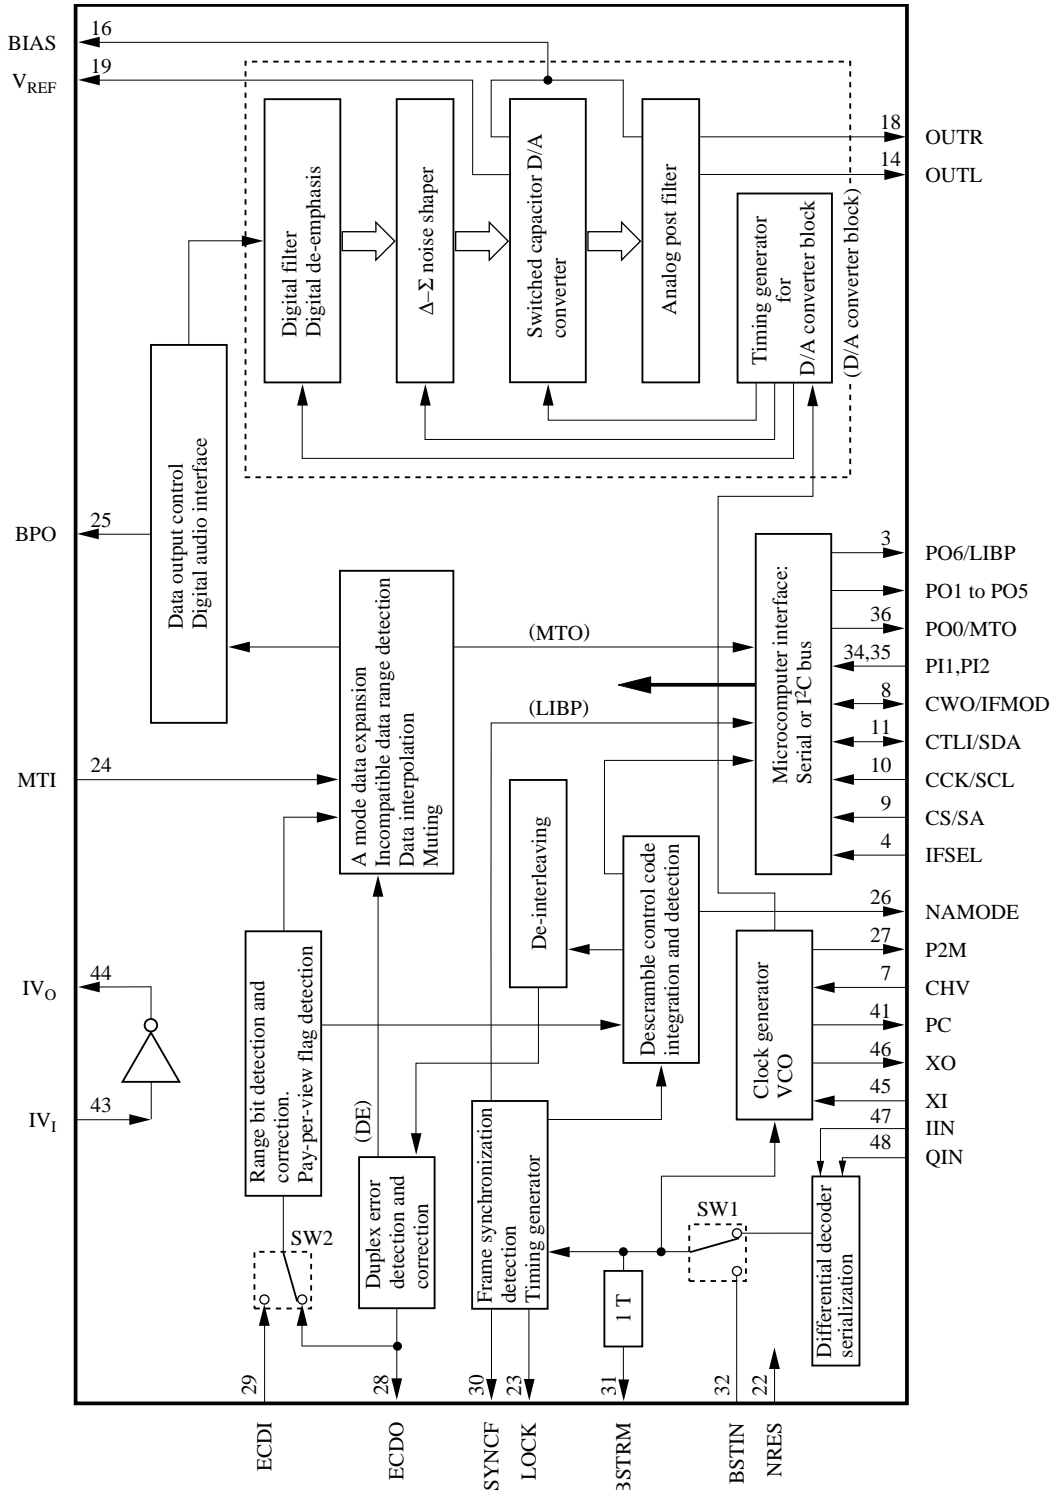 BIAS
16
VREF
19
18
OUTR
14
OUTL
Digital filter
Digital de-emphasis
Δ–Σ noise shaper
Switched capacitor D/A
converter
Analog post filter
Timing generator
for
D/A converter block
(D/A converter block)
Data output control
Digital audio interface
BPO
25
A mode data expansion
Incompatible data range detection
Data interpolation
Muting
(MTO)
(LIBP)
Microcomputer interface:
Serial or I2C bus
3
PO6/LIBP
PO1 to PO5
36
PO0/MTO
34,35
PI1,PI2
8
CWO/IFMOD
11
CTLI/SDA
10
CCK/SCL
9
CS/SA
4
IFSEL
MTI
24
De-interleaving
Descramble control code
integration and detection
26
NAMODE
27
P2M
7
CHV
41
PC
46
XO
45
XI
47
IIN
48
QIN
Clock generator
VCO
IVO
44
IVI
43
Range bit detection and
correction.
Pay-per-view flag detection
(DE)
Duplex error
detection and
correction
Frame synchronization
detection
Timing generator
SW1
SW2
1 T
Differential decoder
serialization
29
ECDI
28
ECDO
30
SYNCF
23
LOCK
31
BSTRM
32
BSTIN
22
NRES